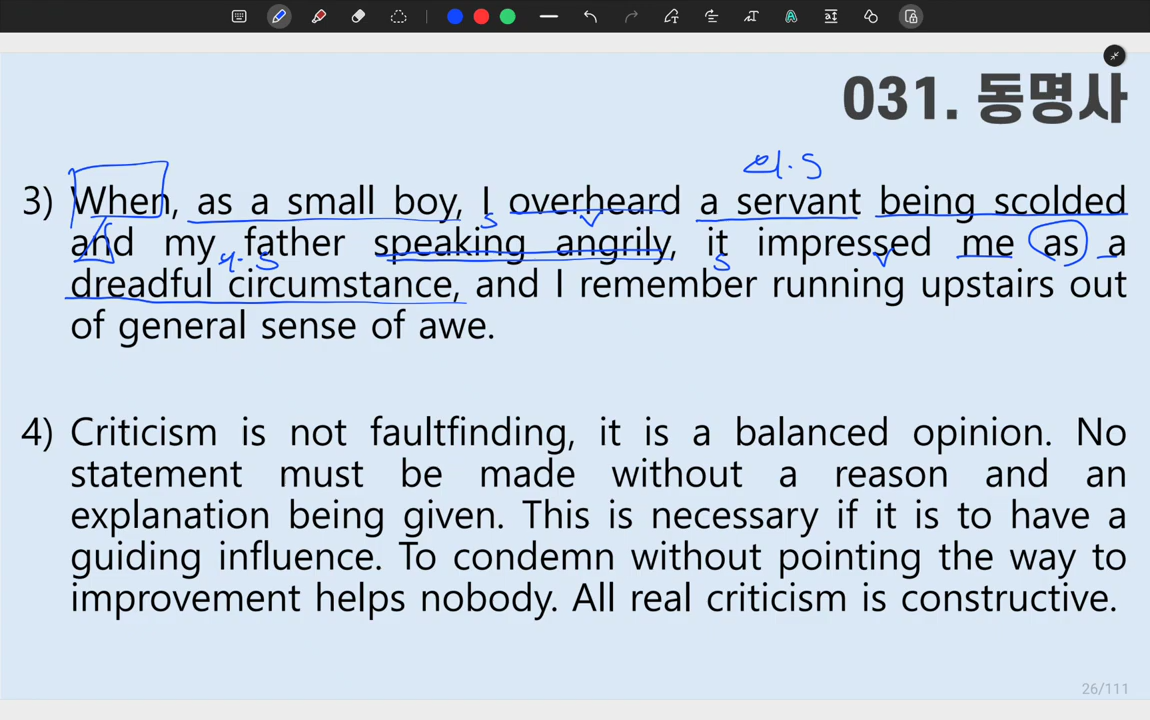 031. 동명사
3) When, as a small boy, I overheard a servant being scolded
and my father speaking angrily, it impressed me as a
dreadful circumstance, and I remember running upstairs out
of general sense of awe.
4) Criticism is not faultfinding, it is a balanced opinion. No
statement must be made without a reason and an
explanation being given. This is necessary if it is to have a
guiding influence. To condemn without pointing the way to
improvement helps nobody. All real criticism is constructive.
26/111